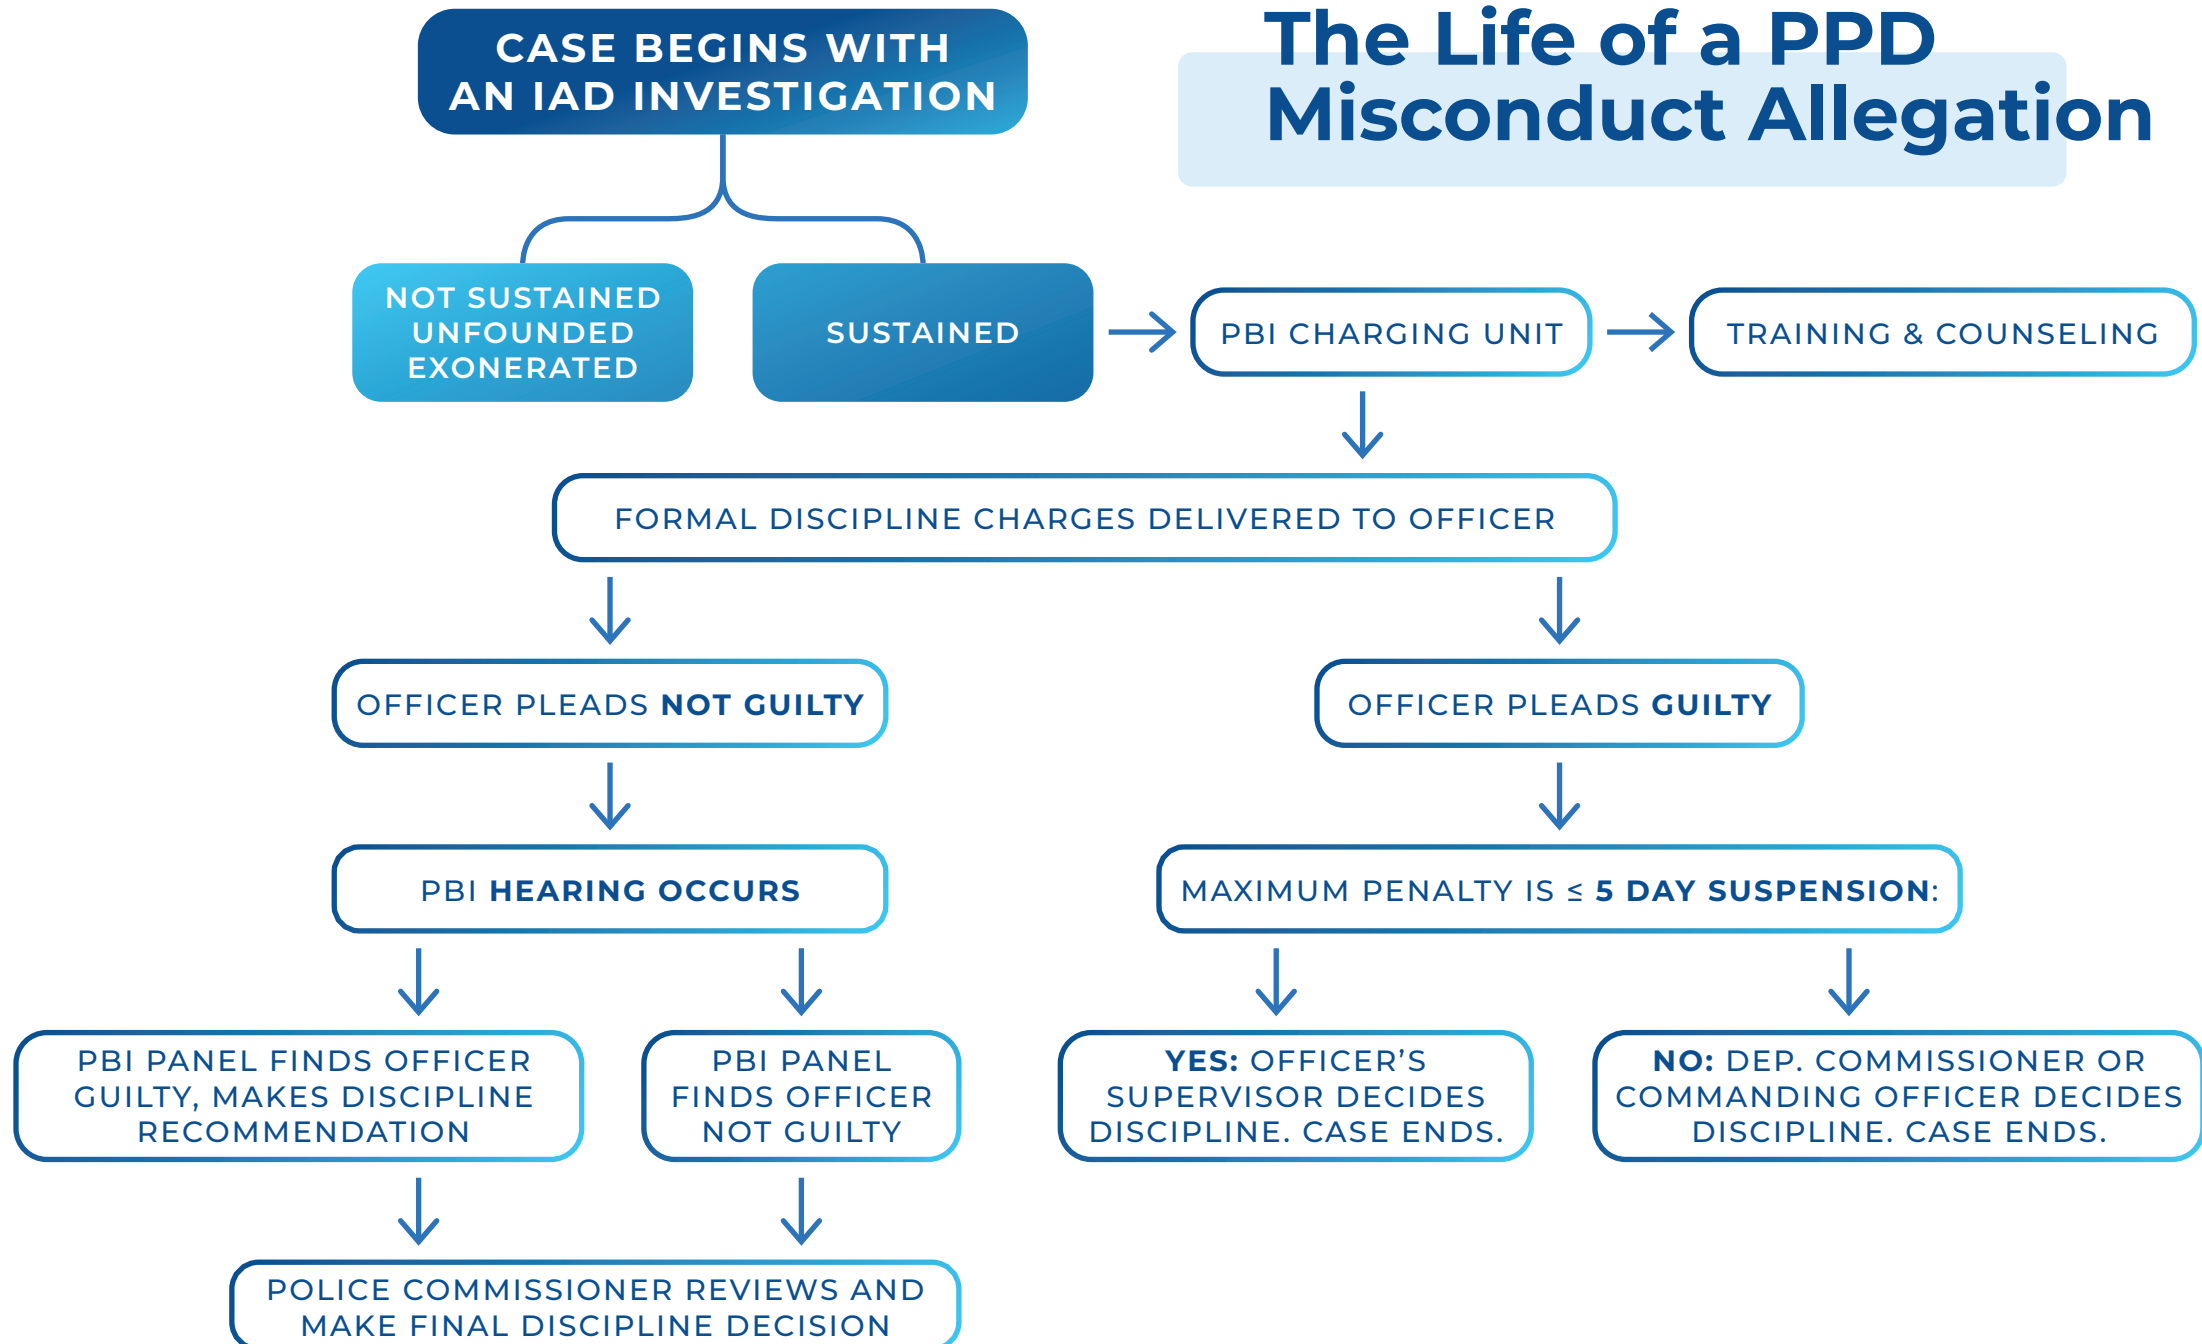 The Life of a PPD
Misconduct Allegation
CASE BEGINS WITH
AN IAD INVESTIGATION
NOT SUSTAINED
UNFOUNDED
EXONERATED
SUSTAINED
PBI CHARGING UNIT
TRAINING & COUNSELING
FORMAL DISCIPLINE CHARGES DELIVERED TO OFFICER
OFFICER PLEADS NOT GUILTY
OFFICER PLEADS GUILTY
PBI HEARING OCCURS
MAXIMUM PENALTY IS ≤ 5 DAY SUSPENSION:
PBI PANEL FINDS OFFICER
GUILTY, MAKES DISCIPLINE
RECOMMENDATION
PBI PANEL
FINDS OFFICER
NOT GUILTY
YES: OFFICER’S
SUPERVISOR DECIDES
DISCIPLINE. CASE ENDS.
NO: DEP. COMMISSIONER OR
COMMANDING OFFICER DECIDES
DISCIPLINE. CASE ENDS.
POLICE COMMISSIONER REVIEWS AND
MAKE FINAL DISCIPLINE DECISION